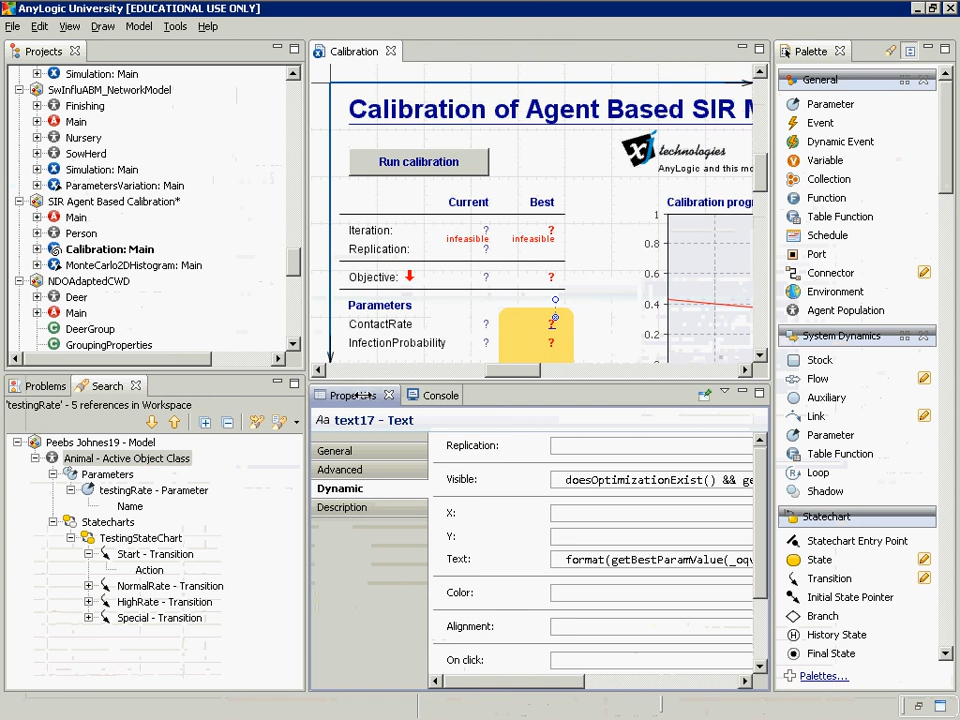 AnyLogic University [EDUCATIONAL USE ONLY]
File Edit View Draw Model Tools Help
Projects
Simulation: Main
SwInfluABM_NetworkModel
Finishing
Main
Nursery
SowHerd
Simulation: Main
ParametersVariation: Main
SIR Agent Based Calibration*
Main
Person
Calibration: Main
MonteCarlo2DHistogram: Main
NDOAdaptedCWD
Deer
Main
DeerGroup
GroupingProperties
Problems Search
'testingRate' - 5 references in Workspace
Peebs Johnes19 - Model
Animal - Active Object Class
Parameters
testingRate - Parameter
Name
Statecharts
TestingStateChart
Start - Transition
Action
NormalRate - Transition
HighRate - Transition
Special - Transition
Calibration
Calibration of Agent Based SIR M
Run calibration
xj technologies
AnyLogic and this mo
Current Best
Iteration: ? ?
infeasible infeasible
Replication: ?
Objective: ? ?
Parameters
ContactRate ? ?
InfectionProbability ? ?
Calibration prog
1
0.8
0.6
0.4
0.2
0
Properties Console
Aa text17 - Text
General
Advanced
Dynamic
Description
Replication:
Visible: doesOptimizationExist() && ge
X:
Y:
Text: format(getBestParamValue(_oqv
Color:
Alignment:
On click:
Palette
General
Parameter
Event
Dynamic Event
Variable
Collection
Function
Table Function
Schedule
Port
Connector
Environment
Agent Population
System Dynamics
Stock
Flow
Auxiliary
Link
Parameter
Table Function
Loop
Shadow
Statechart
Statechart Entry Point
State
Transition
Initial State Pointer
Branch
History State
Final State
Palettes...